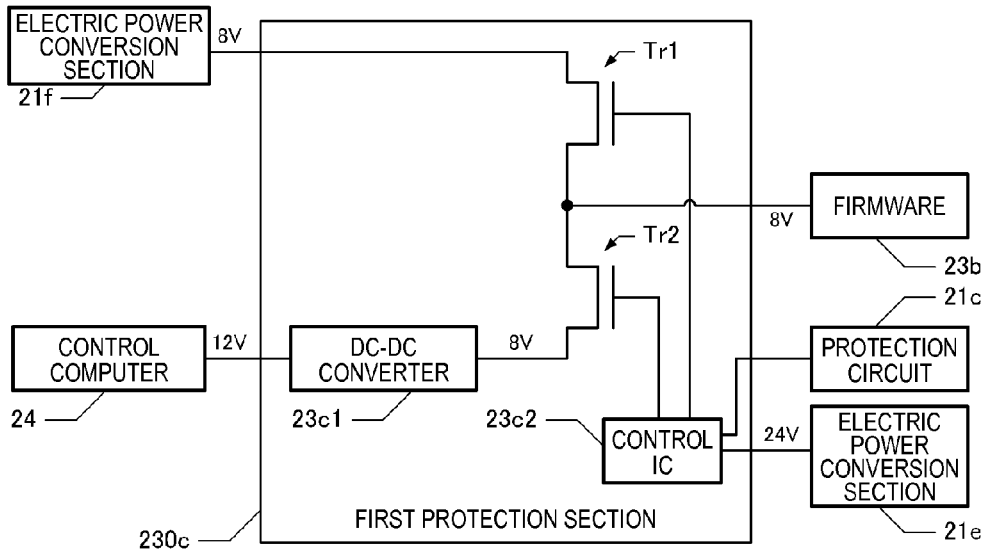 ELECTRIC POWER
CONVERSION
SECTION
8V
21f
Tr1
FIRMWARE
8V
23b
Tr2
21c
CONTROL
COMPUTER
12V
24
DC-DC
CONVERTER
8V
23c1
PROTECTION
CIRCUIT
23c2
CONTROL
IC
24V
ELECTRIC
POWER
CONVERSION
SECTION
21e
FIRST PROTECTION SECTION
230c